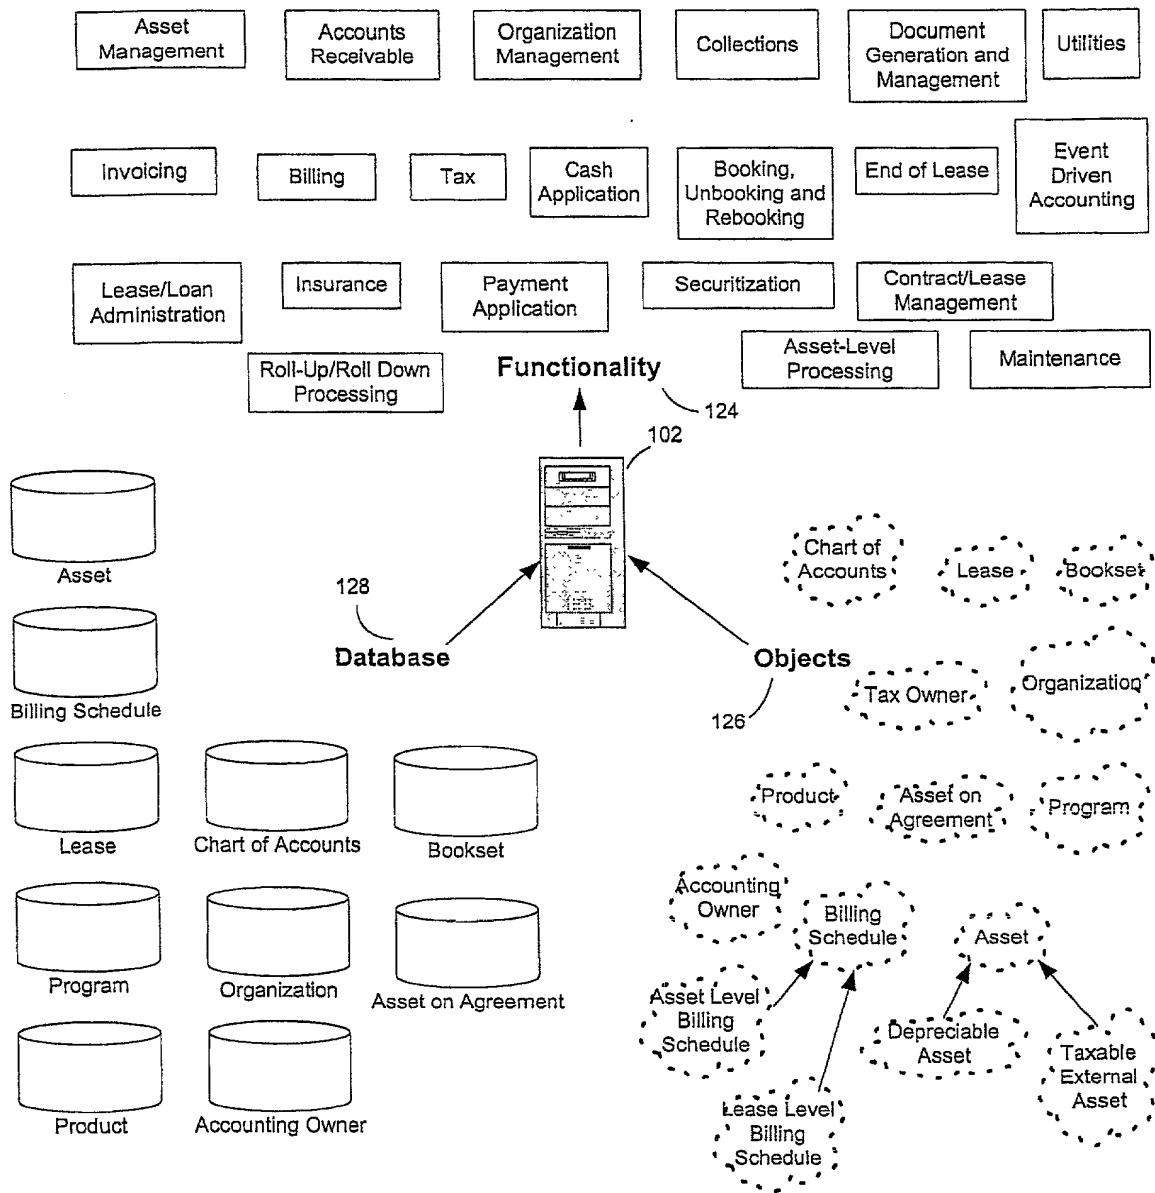 Asset
Management
Accounts
Receivable
Organization
Management
Collections
Document
Generation and
Management
Utilities
Invoicing
Billing
Tax
Cash
Application
Booking,
Unbooking and
Rebooking
End of Lease
Event
Driven
Accounting
Lease/Loan
Administration
Insurance
Payment
Application
Securitization
Contract/Lease
Management
Roll-Up/Roll Down
Processing
Functionality
Asset-Level
Processing
Maintenance
124
102
128
Database
Objects
126
Asset
Billing Schedule
Lease
Chart of Accounts
Bookset
Program
Organization
Asset on Agreement
Product
Accounting Owner
Chart of
Accounts
Lease
Bookset
Tax Owner
Organization
Product
Asset on
Agreement
Program
Accounting
Owner
Billing
Schedule
Asset
Asset Level
Billing
Schedule
Depreciable
Asset
Taxable
External
Asset
Lease Level
Billing
Schedule